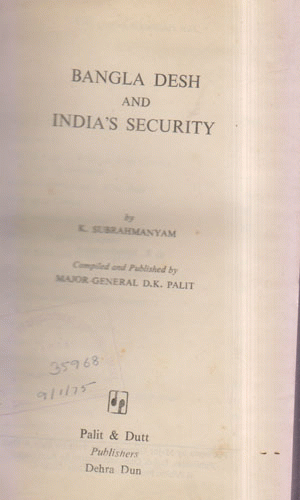 BANGLA DESH
AND
INDIA'S SECURITY
by
K. SUBRAHMANYAM
Compiled and Published by
MAJOR-GENERAL D.K. PALIT
35968
9/1/75
Palit & Dutt
Publishers
Dehra Dun